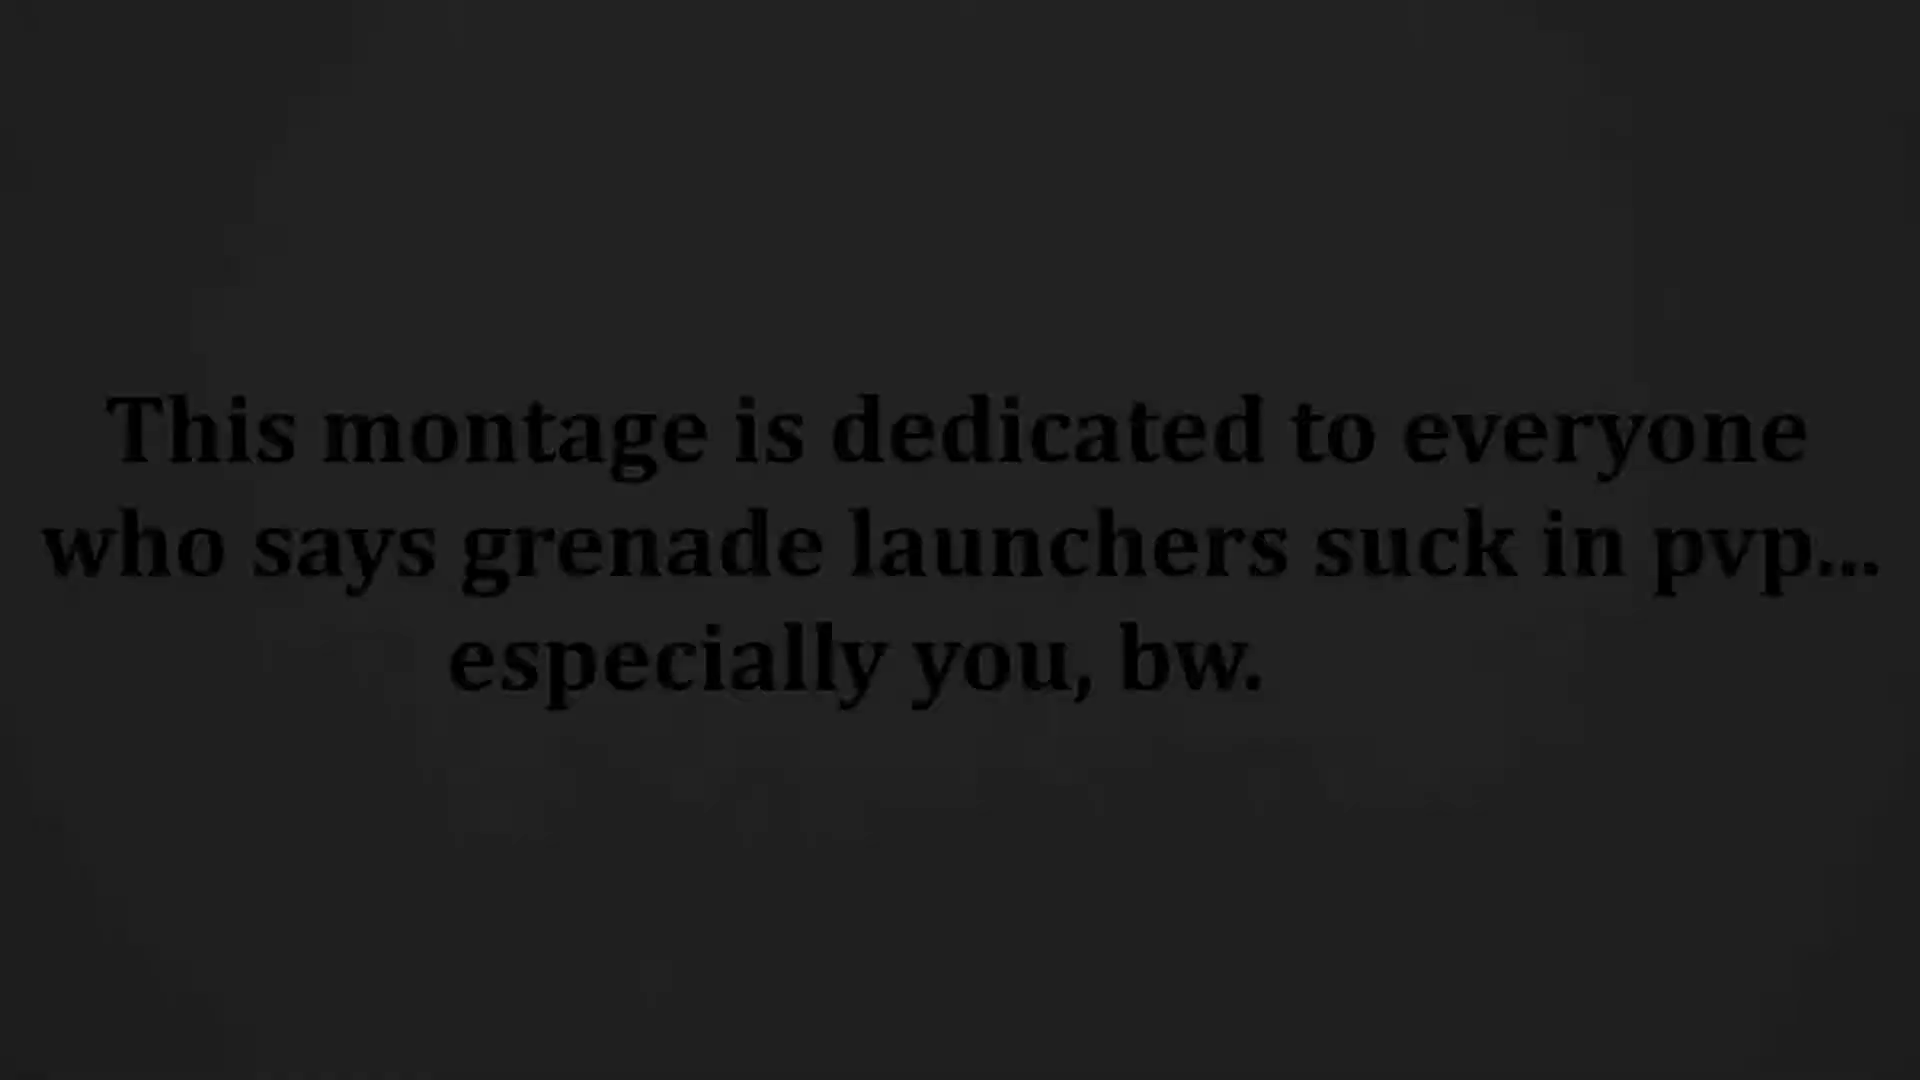 This montage is dedicated to everyone
who says grenade launchers suck in pvp...
especially you, bw.